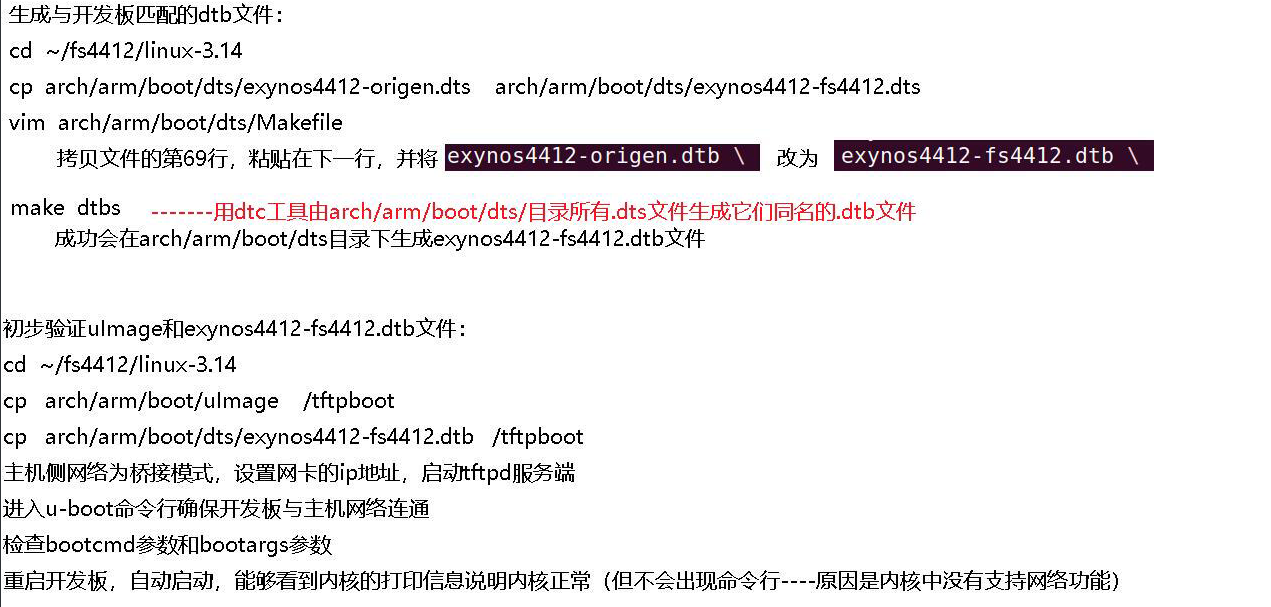 生成与开发板匹配的dtb文件：
cd ~/fs4412/linux-3.14
cp arch/arm/boot/dts/exynos4412-origen.dts arch/arm/boot/dts/exynos4412-fs4412.dts
vim arch/arm/boot/dts/Makefile
拷贝文件的第69行，粘贴在下一行，并将 exynos4412-origen.dtb \ 改为 exynos4412-fs4412.dtb \
make dtbs -------用dtc工具由arch/arm/boot/dts/目录所有.dts文件生成它们同名的.dtb文件
成功会在arch/arm/boot/dts目录下生成exynos4412-fs4412.dtb文件
初步验证uImage和exynos4412-fs4412.dtb文件：
cd ~/fs4412/linux-3.14
cp arch/arm/boot/uImage /tftpboot
cp arch/arm/boot/dts/exynos4412-fs4412.dtb /tftpboot
主机侧网络为桥接模式，设置网卡的ip地址，启动tftpd服务端
进入u-boot命令行确保开发板与主机网络连通
检查bootcmd参数和bootargs参数
重启开发板，自动启动，能够看到内核的打印信息说明内核正常（但不会出现命令行----原因是内核中没有支持网络功能）